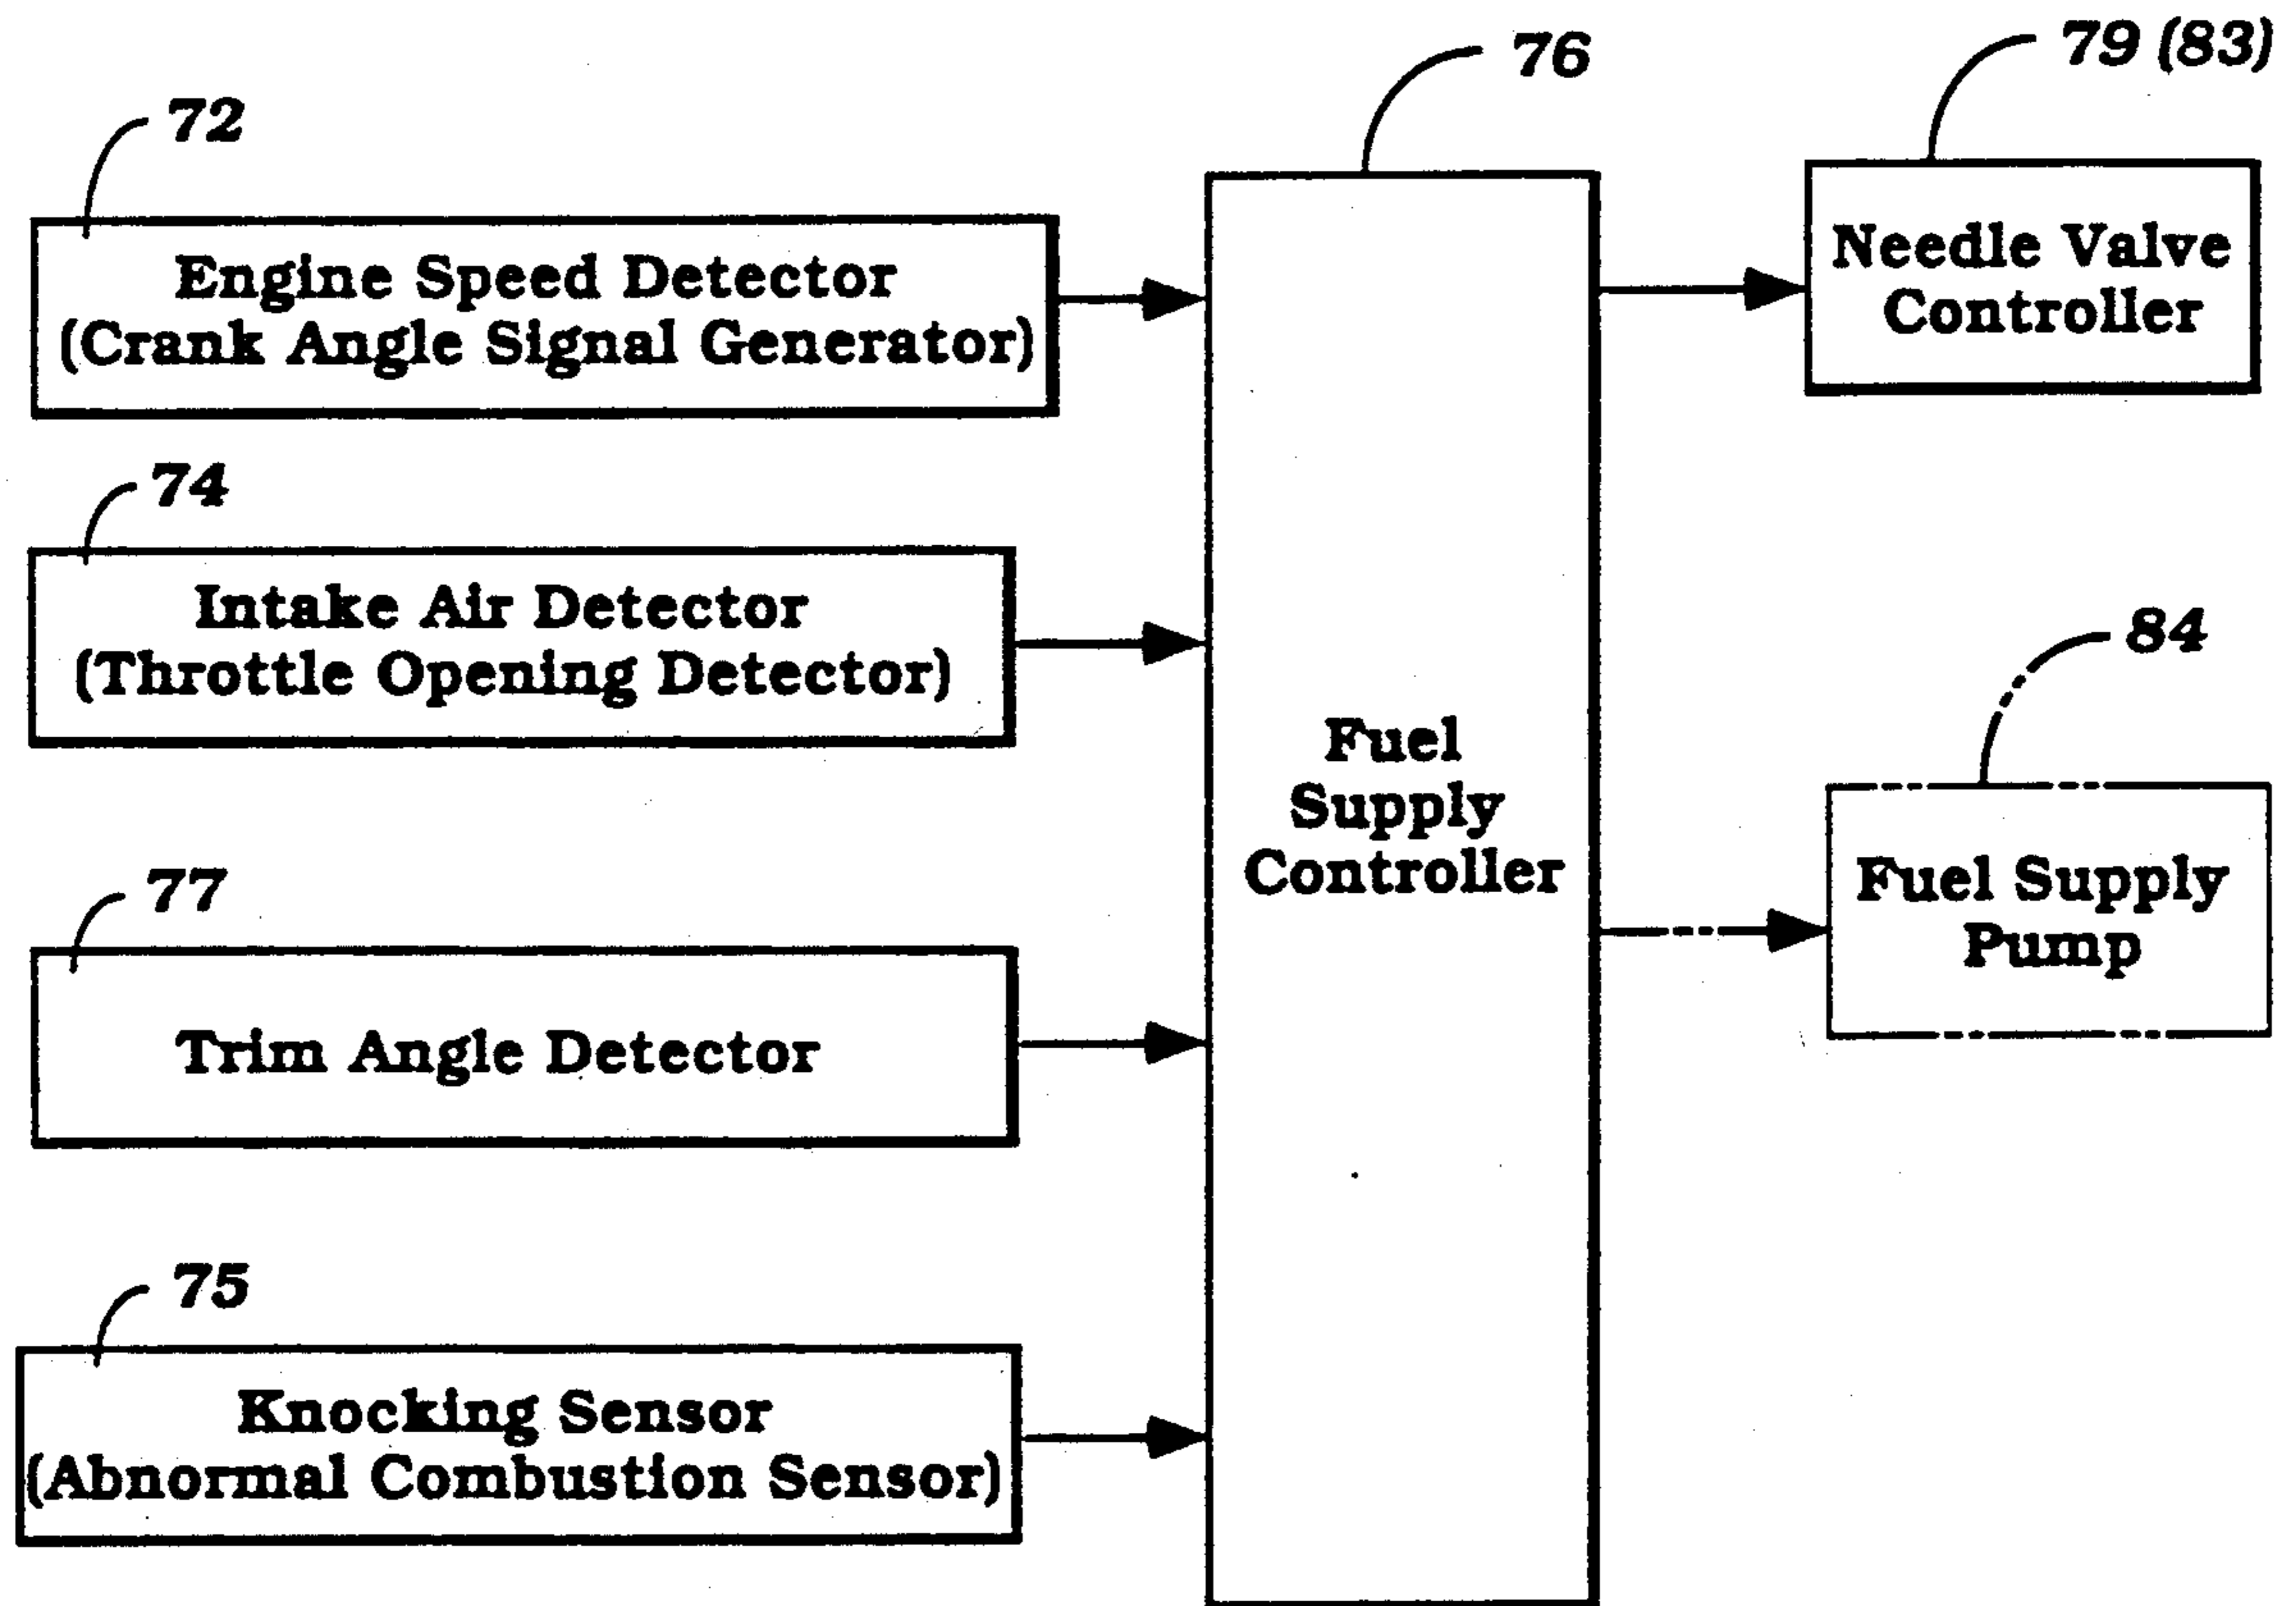 76
79 (83)
72
Engine Speed Detector
(Crank Angle Signal Generator)
Needle Valve
Controller
74
Intake Air Detector
(Throttle Opening Detector)
84
Fuel
Supply
Controller
Fuel Supply
Pump
77
Trim Angle Detector
75
Knocking Sensor
(Abnormal Combustion Sensor)